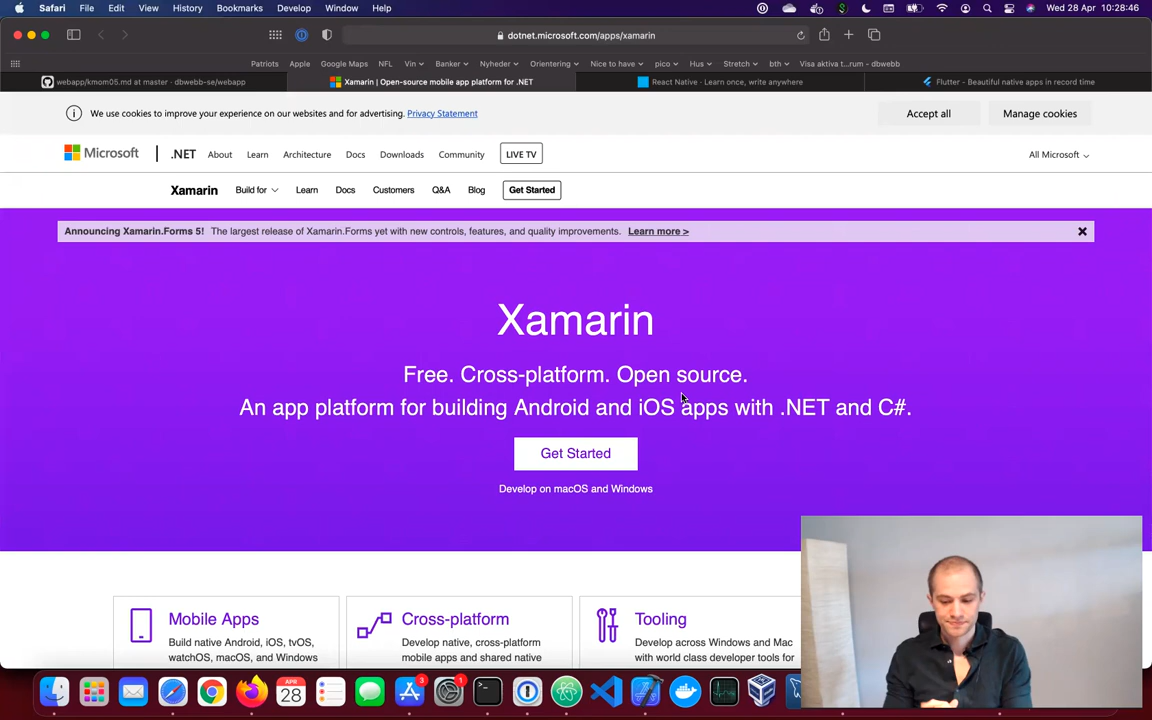 Safari File Edit View History Bookmarks Develop Window Help
Wed 28 Apr 10:28:46
dotnet.microsoft.com/apps/xamarin
Patriots Apple Google Maps NFL Vin Banker Nyheder Orientering Nice to have pico Hus Stretch bth Visa aktiva t...rum - dbwebb
webapp/kmom05.md at master · dbwebb-se/webapp
Xamarin | Open-source mobile app platform for .NET
React Native · Learn once, write anywhere
Flutter - Beautiful native apps in record time
We use cookies to improve your experience on our websites and for advertising. Privacy Statement
Accept all
Manage cookies
Microsoft .NET About Learn Architecture Docs Downloads Community LIVE TV
All Microsoft
Xamarin Build for Learn Docs Customers Q&A Blog Get Started
Announcing Xamarin.Forms 5! The largest release of Xamarin.Forms yet with new controls, features, and quality improvements. Learn more >
Xamarin
Free. Cross-platform. Open source.
An app platform for building Android and iOS apps with .NET and C#.
Get Started
Develop on macOS and Windows
Mobile Apps
Build native Android, iOS, tvOS,
watchOS, macOS, and Windows
Cross-platform
Develop native, cross-platform
mobile apps and shared native
Tooling
Develop across Windows and Mac
with world class developer tools for
APR
28
3
1